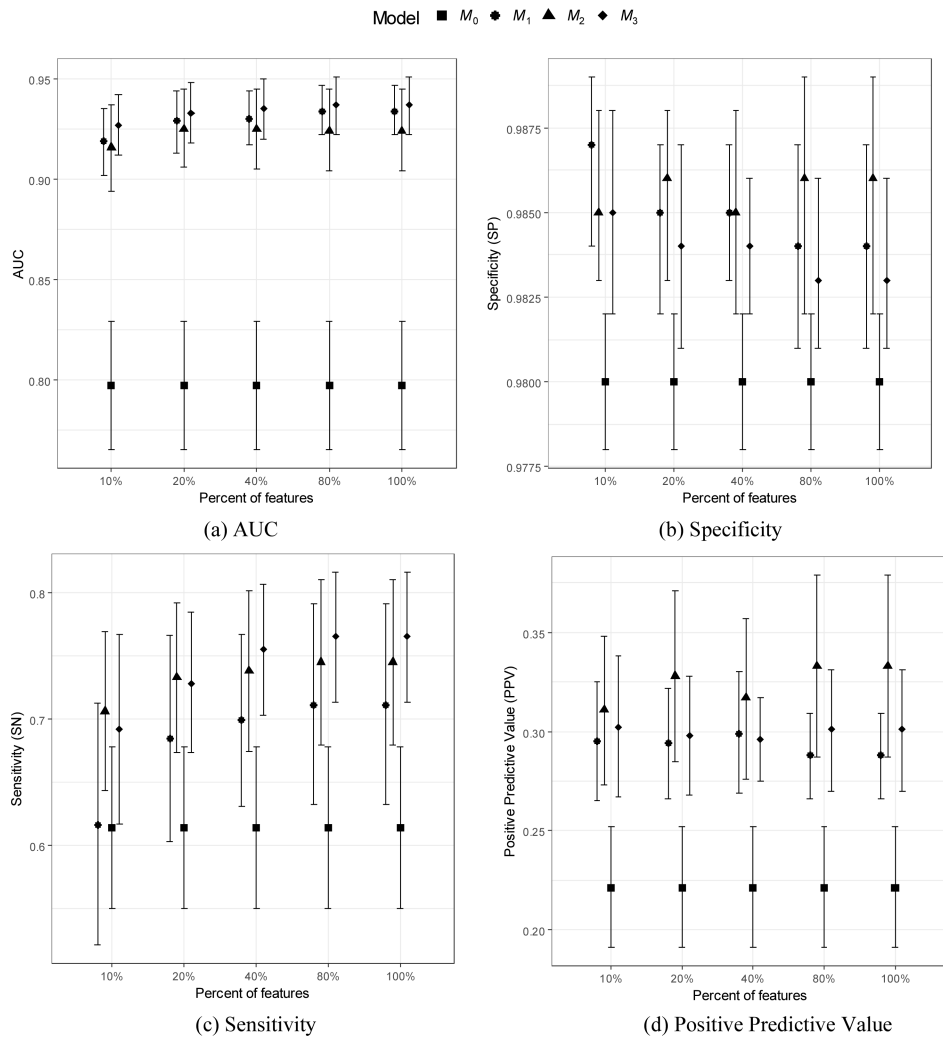 Model M0 M1 M2 M3
0.95
0.90
0.85
0.80
AUC
10% 20% 40% 80% 100%
Percent of features
(a) AUC
0.9875
0.9850
0.9825
0.9800
0.9775
Specificity (SP)
10% 20% 40% 80% 100%
Percent of features
(b) Specificity
0.8
0.7
0.6
Sensitivity (SN)
10% 20% 40% 80% 100%
Percent of features
(c) Sensitivity
0.35
0.30
0.25
0.20
Positive Predictive Value (PPV)
10% 20% 40% 80% 100%
Percent of features
(d) Positive Predictive Value